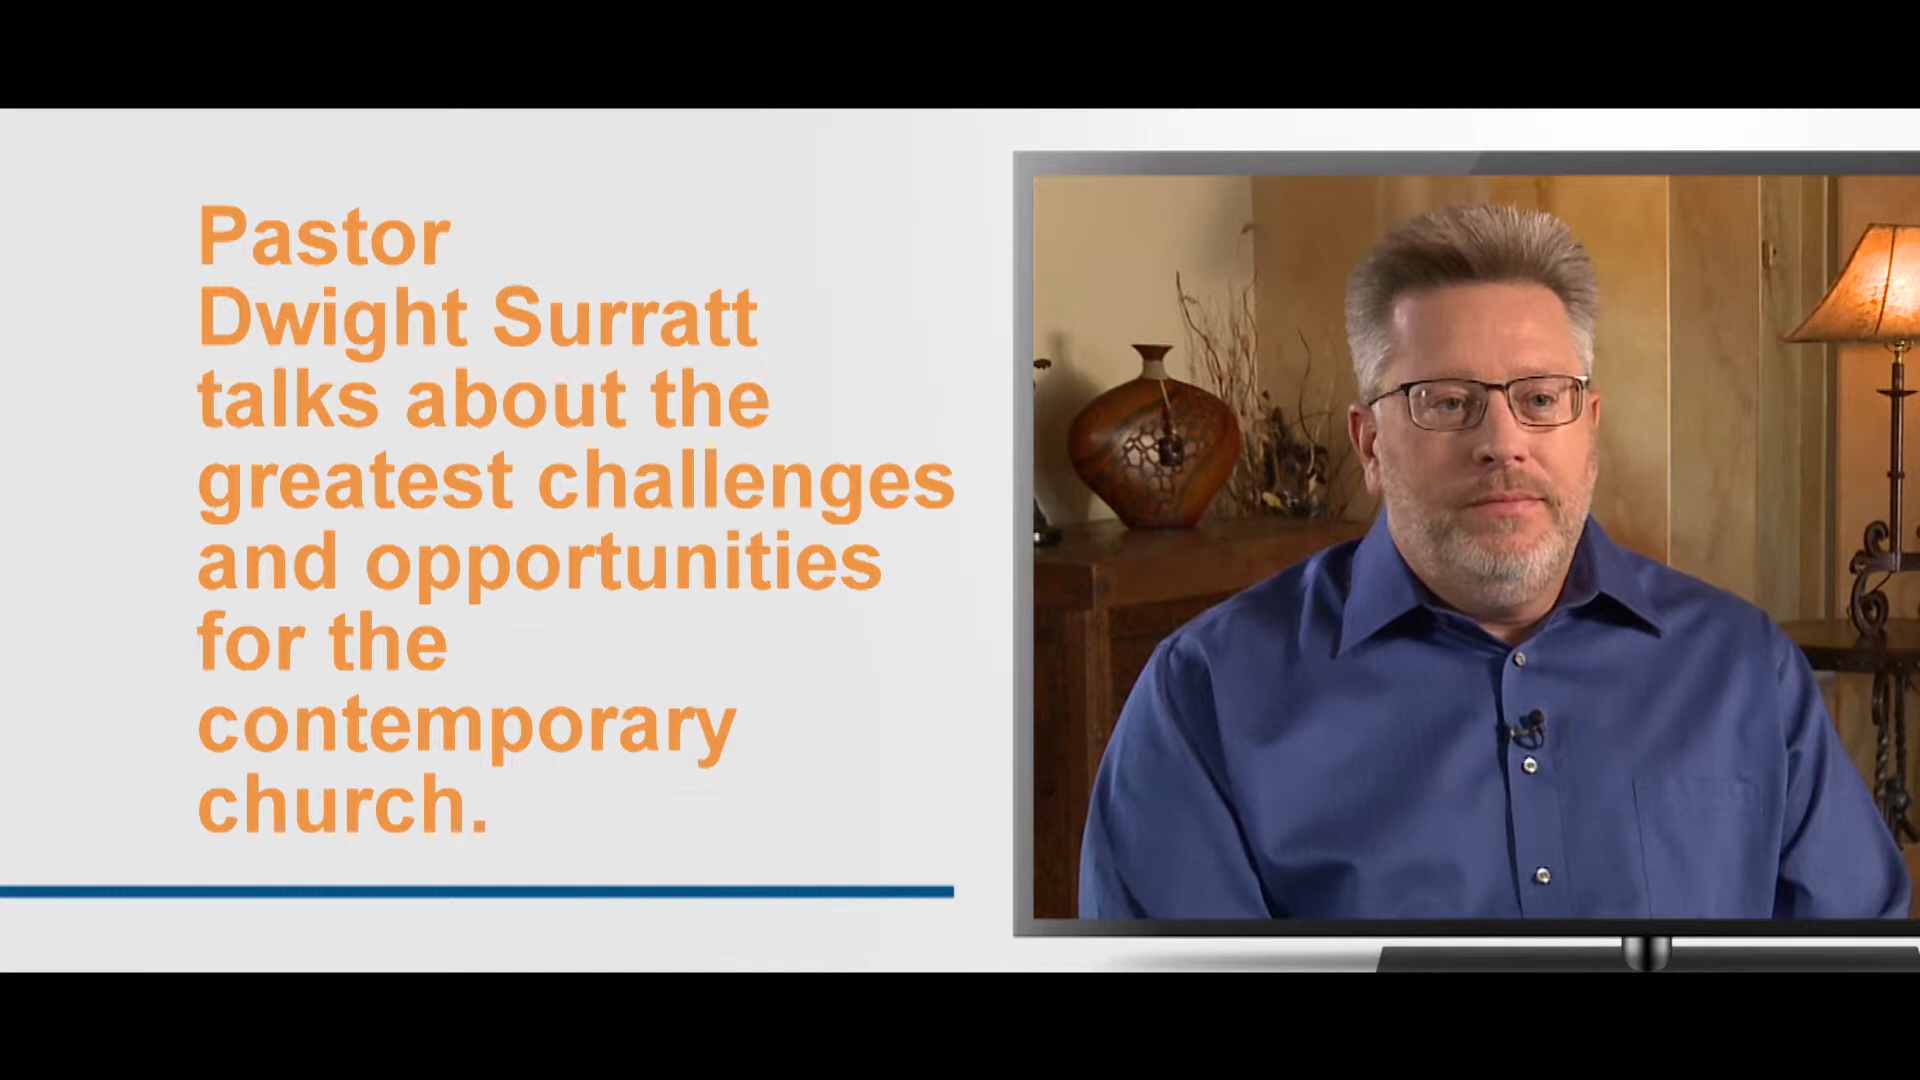 Pastor
Dwight Surratt
talks about the
greatest challenges
and opportunities
for the
contemporary
church.